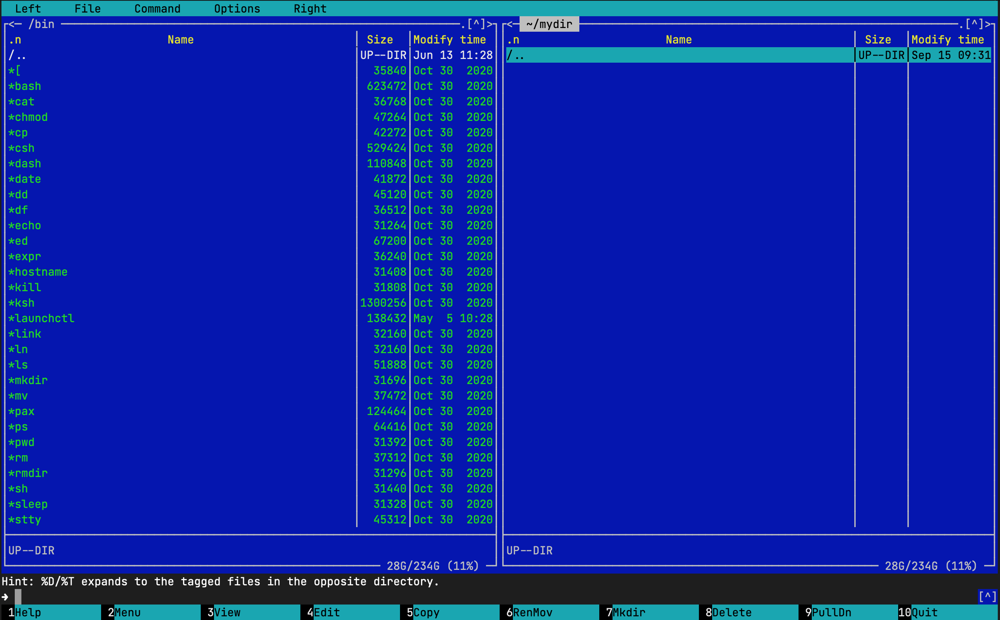 Left File Command Options Right
<- /bin .[^]>
.n Name Size Modify time
/.. UP--DIR Jun 13 11:28
*[ 35840 Oct 30 2020
*bash 623472 Oct 30 2020
*cat 36768 Oct 30 2020
*chmod 47264 Oct 30 2020
*cp 42272 Oct 30 2020
*csh 529424 Oct 30 2020
*dash 110848 Oct 30 2020
*date 41872 Oct 30 2020
*dd 45120 Oct 30 2020
*df 36512 Oct 30 2020
*echo 31264 Oct 30 2020
*ed 67200 Oct 30 2020
*expr 36240 Oct 30 2020
*hostname 31408 Oct 30 2020
*kill 31808 Oct 30 2020
*ksh 1300256 Oct 30 2020
*launchctl 138432 May 5 10:28
*link 32160 Oct 30 2020
*ln 32160 Oct 30 2020
*ls 51888 Oct 30 2020
*mkdir 31696 Oct 30 2020
*mv 37472 Oct 30 2020
*pax 124464 Oct 30 2020
*ps 64416 Oct 30 2020
*pwd 31392 Oct 30 2020
*rm 37312 Oct 30 2020
*rmdir 31296 Oct 30 2020
*sh 31440 Oct 30 2020
*sleep 31328 Oct 30 2020
*stty 45312 Oct 30 2020
UP--DIR
28G/234G (11%)
<- ~/mydir .[^]>
.n Name Size Modify time
/.. UP--DIR Sep 15 09:31
UP--DIR
28G/234G (11%)
Hint: %D/%T expands to the tagged files in the opposite directory.
➜ [^]
1Help 2Menu 3View 4Edit 5Copy 6RenMov 7Mkdir 8Delete 9PullDn 10Quit